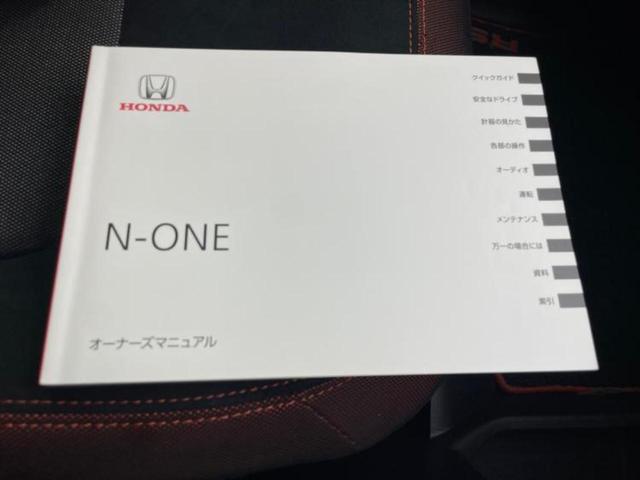 HONDA
N-ONE
オーナーズマニュアル
クイックガイド
安全なドライブ
計器の見かた
各部の操作
オーディオ
運転
メンテナンス
万一の場合には
資料
索引
RS